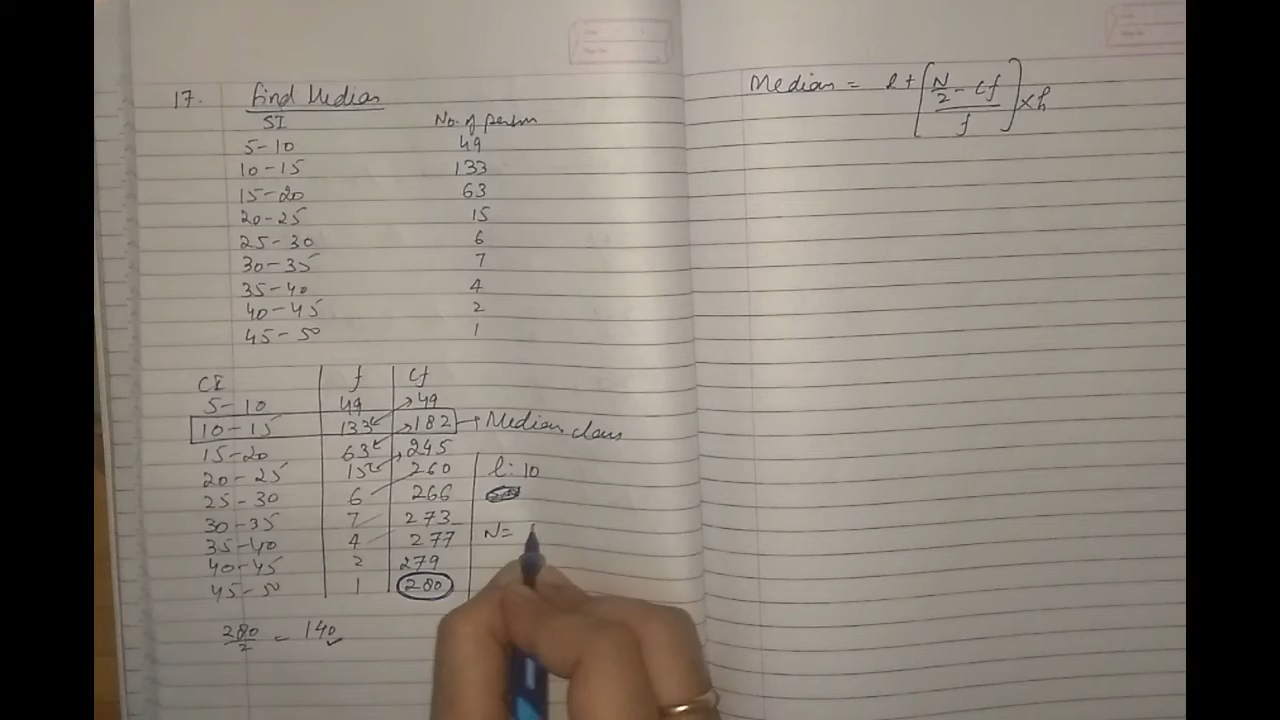 17. Find Median
SI No. of person
5-10 49
10-15 133
15-20 63
20-25 15
25-30 6
30-35 7
35-40 4
40-45 2
45-50 1
CI f cf
5-10 49 49
10-15 133 182 → Median class
15-20 63 245
20-25 15 260
25-30 6 266
30-35 7 273
35-40 4 277
40-45 2 279
45-50 1 280
l: 10
N=
280/2 = 140
Median = l + [N/2 - cf / f] × h